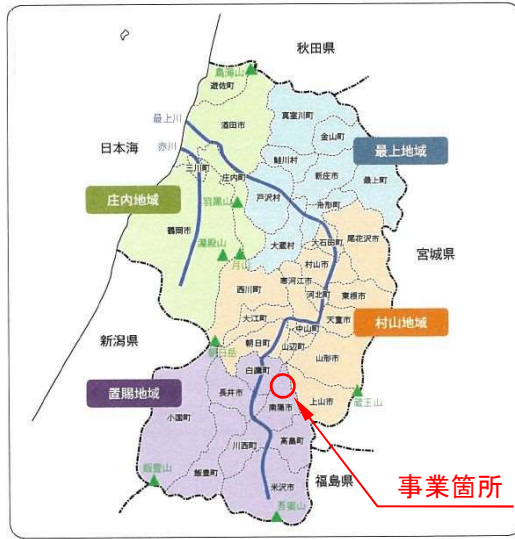 秋田県
鳥海山
遊佐町
最上川
酒田市
真室川町
金山町
日本海
赤川
三川町
鮭川村
最上地域
庄内町
新庄市
最上町
庄内地域
羽黒山
戸沢村
舟形町
鶴岡市
大蔵村
大石田町
尾花沢市
宮城県
湯殿山
月山
村山市
西川町
寒河江市
河北町
東根市
大江町
天童市
村山地域
新潟県
朝日岳
朝日町
中山町
山辺町
山形市
白鷹町
置賜地域
長井市
南陽市
上山市
蔵王山
小国町
川西町
高畠町
飯豊山
飯豊町
福島県
米沢市
事業箇所
吾妻山